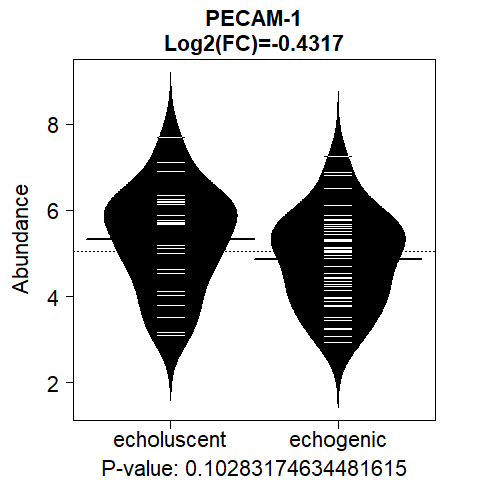 PECAM-1
Log2(FC)=-0.4317
Abundance
8
6
4
2
echoluscent echogenic
P-value: 0.10283174634481615